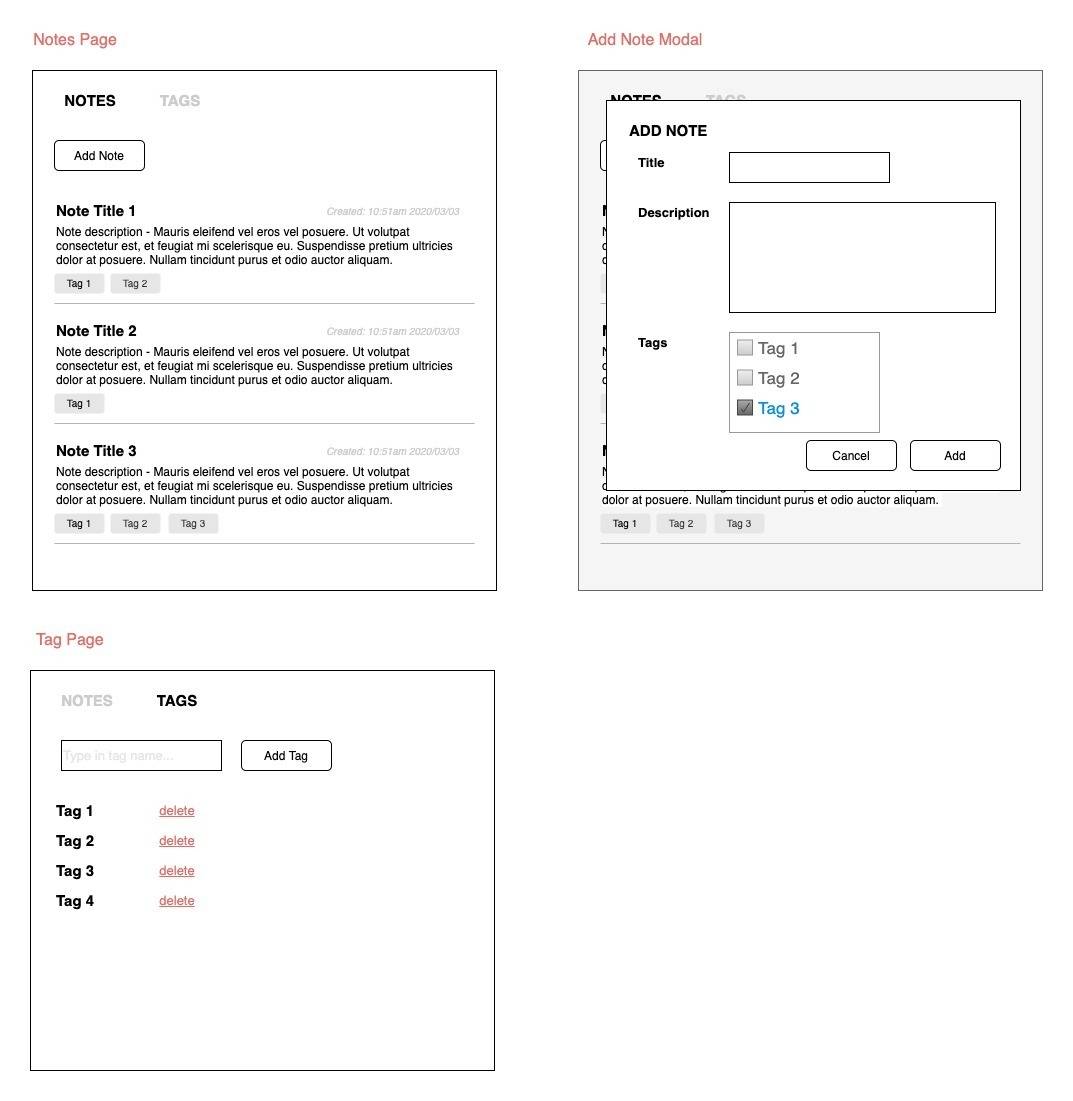 Notes Page
NOTES TAGS
Add Note
Note Title 1 Created: 10:51am 2020/03/03
Note description - Mauris eleifend vel eros vel posuere. Ut volutpat
consectetur est, et feugiat mi scelerisque eu. Suspendisse pretium ultricies
dolor at posuere. Nullam tincidunt purus et odio auctor aliquam.
Tag 1 Tag 2
Note Title 2 Created: 10:51am 2020/03/03
Note description - Mauris eleifend vel eros vel posuere. Ut volutpat
consectetur est, et feugiat mi scelerisque eu. Suspendisse pretium ultricies
dolor at posuere. Nullam tincidunt purus et odio auctor aliquam.
Tag 1
Note Title 3 Created: 10:51am 2020/03/03
Note description - Mauris eleifend vel eros vel posuere. Ut volutpat
consectetur est, et feugiat mi scelerisque eu. Suspendisse pretium ultricies
dolor at posuere. Nullam tincidunt purus et odio auctor aliquam.
Tag 1 Tag 2 Tag 3
Add Note Modal
NOTES TAGS
ADD NOTE
Title
Description
Tags
Tag 1
Tag 2
Tag 3
Cancel Add
dolor at posuere. Nullam tincidunt purus et odio auctor aliquam.
Tag 1 Tag 2 Tag 3
Tag Page
NOTES TAGS
Type in tag name... Add Tag
Tag 1 delete
Tag 2 delete
Tag 3 delete
Tag 4 delete